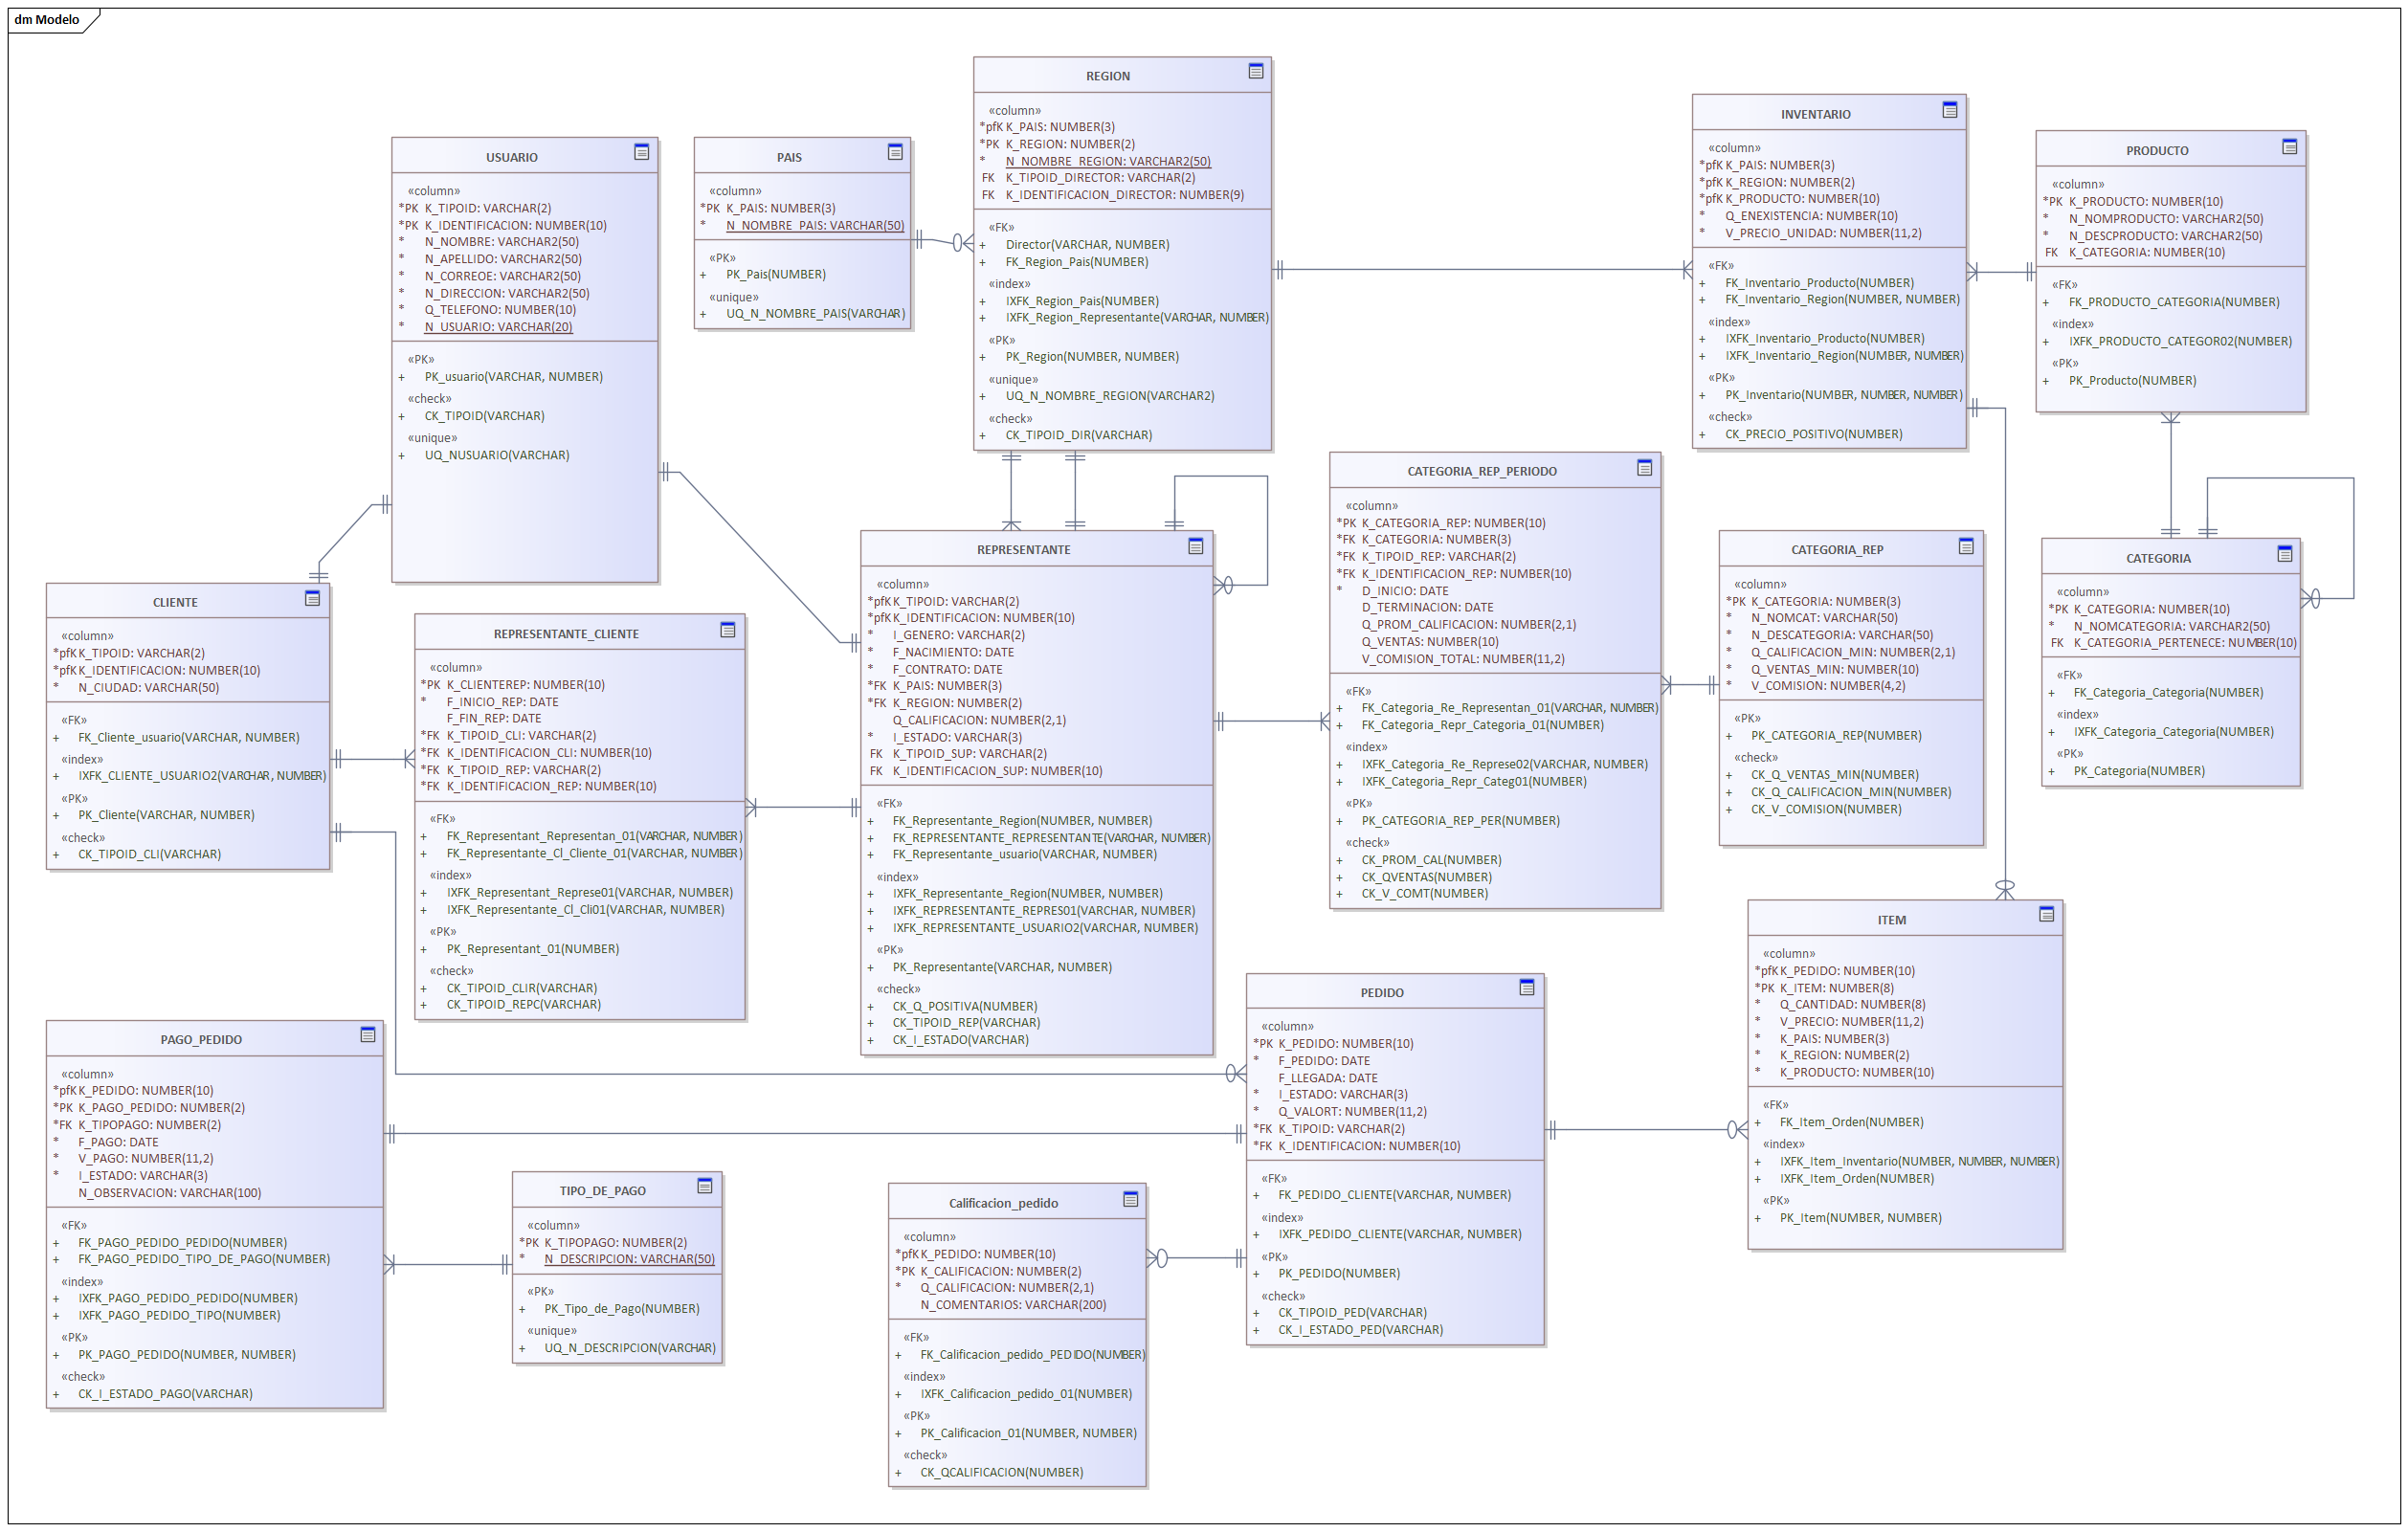 dm Modelo
REGION
«column»
*pfK K_PAIS: NUMBER(3)
*PK K_REGION: NUMBER(2)
* N_NOMBRE_REGION: VARCHAR2(50)
FK K_TIPOID_DIRECTOR: VARCHAR(2)
FK K_IDENTIFICACION_DIRECTOR: NUMBER(9)
«FK»
+ Director(VARCHAR, NUMBER)
+ FK_Region_Pais(NUMBER)
«index»
+ IXFK_Region_Pais(NUMBER)
+ IXFK_Region_Representante(VARCHAR, NUMBER)
«PK»
+ PK_Region(NUMBER, NUMBER)
«unique»
+ UQ_N_NOMBRE_REGION(VARCHAR2)
«check»
+ CK_TIPOID_DIR(VARCHAR)
INVENTARIO
«column»
*pfK K_PAIS: NUMBER(3)
*pfK K_REGION: NUMBER(2)
*pfK K_PRODUCTO: NUMBER(10)
* Q_ENEXISTENCIA: NUMBER(10)
* V_PRECIO_UNIDAD: NUMBER(11,2)
«FK»
+ FK_Inventario_Producto(NUMBER)
+ FK_Inventario_Region(NUMBER, NUMBER)
«index»
+ IXFK_Inventario_Producto(NUMBER)
+ IXFK_Inventario_Region(NUMBER, NUMBER)
«PK»
+ PK_Inventario(NUMBER, NUMBER, NUMBER)
«check»
+ CK_PRECIO_POSITIVO(NUMBER)
PRODUCTO
«column»
*PK K_PRODUCTO: NUMBER(10)
* N_NOMPRODUCTO: VARCHAR2(50)
* N_DESCPRODUCTO: VARCHAR2(50)
FK K_CATEGORIA: NUMBER(10)
«FK»
+ FK_PRODUCTO_CATEGORIA(NUMBER)
«index»
+ IXFK_PRODUCTO_CATEGOR02(NUMBER)
«PK»
+ PK_Producto(NUMBER)
USUARIO
«column»
*PK K_TIPOID: VARCHAR(2)
*PK K_IDENTIFICACION: NUMBER(10)
* N_NOMBRE: VARCHAR2(50)
* N_APELLIDO: VARCHAR2(50)
* N_CORREOE: VARCHAR2(50)
* N_DIRECCION: VARCHAR2(50)
* Q_TELEFONO: NUMBER(10)
* N_USUARIO: VARCHAR(20)
«PK»
+ PK_usuario(VARCHAR, NUMBER)
«check»
+ CK_TIPOID(VARCHAR)
«unique»
+ UQ_NUSUARIO(VARCHAR)
PAIS
«column»
*PK K_PAIS: NUMBER(3)
* N_NOMBRE_PAIS: VARCHAR(50)
«PK»
+ PK_Pais(NUMBER)
«unique»
+ UQ_N_NOMBRE_PAIS(VARCHAR)
CATEGORIA_REP_PERIODO
«column»
*PK K_CATEGORIA_REP: NUMBER(10)
*FK K_CATEGORIA: NUMBER(3)
*FK K_TIPOID_REP: VARCHAR(2)
*FK K_IDENTIFICACION_REP: NUMBER(10)
* D_INICIO: DATE
D_TERMINACION: DATE
Q_PROM_CALIFICACION: NUMBER(2,1)
Q_VENTAS: NUMBER(10)
V_COMISION_TOTAL: NUMBER(11,2)
«FK»
+ FK_Categoria_Re_Representan_01(VARCHAR, NUMBER)
+ FK_Categoria_Repr_Categoria_01(NUMBER)
«index»
+ IXFK_Categoria_Re_Represe02(VARCHAR, NUMBER)
+ IXFK_Categoria_Repr_Categ01(NUMBER)
«PK»
+ PK_CATEGORIA_REP_PER(NUMBER)
«check»
+ CK_PROM_CAL(NUMBER)
+ CK_QVENTAS(NUMBER)
+ CK_V_COMT(NUMBER)
CATEGORIA_REP
«column»
*PK K_CATEGORIA: NUMBER(3)
* N_NOMCAT: VARCHAR(50)
* N_DESCATEGORIA: VARCHAR(50)
* Q_CALIFICACION_MIN: NUMBER(2,1)
* Q_VENTAS_MIN: NUMBER(10)
* V_COMISION: NUMBER(4,2)
«PK»
+ PK_CATEGORIA_REP(NUMBER)
«check»
+ CK_Q_VENTAS_MIN(NUMBER)
+ CK_Q_CALIFICACION_MIN(NUMBER)
+ CK_V_COMISION(NUMBER)
CATEGORIA
«column»
*PK K_CATEGORIA: NUMBER(10)
* N_NOMCATEGORIA: VARCHAR2(50)
FK K_CATEGORIA_PERTENECE: NUMBER(10)
«FK»
+ FK_Categoria_Categoria(NUMBER)
«index»
+ IXFK_Categoria_Categoria(NUMBER)
«PK»
+ PK_Categoria(NUMBER)
REPRESENTANTE
«column»
*pfK K_TIPOID: VARCHAR(2)
*pfK K_IDENTIFICACION: NUMBER(10)
* I_GENERO: VARCHAR(2)
* F_NACIMIENTO: DATE
* F_CONTRATO: DATE
*FK K_PAIS: NUMBER(3)
*FK K_REGION: NUMBER(2)
Q_CALIFICACION: NUMBER(2,1)
* I_ESTADO: VARCHAR(3)
FK K_TIPOID_SUP: VARCHAR(2)
FK K_IDENTIFICACION_SUP: NUMBER(10)
«FK»
+ FK_Representante_Region(NUMBER, NUMBER)
+ FK_REPRESENTANTE_REPRESENTANTE(VARCHAR, NUMBER)
+ FK_Representante_usuario(VARCHAR, NUMBER)
«index»
+ IXFK_Representante_Region(NUMBER, NUMBER)
+ IXFK_REPRESENTANTE_REPRES01(VARCHAR, NUMBER)
+ IXFK_REPRESENTANTE_USUARIO2(VARCHAR, NUMBER)
«PK»
+ PK_Representante(VARCHAR, NUMBER)
«check»
+ CK_Q_POSITIVA(NUMBER)
+ CK_TIPOID_REP(VARCHAR)
+ CK_I_ESTADO(VARCHAR)
CLIENTE
«column»
*pfK K_TIPOID: VARCHAR(2)
*pfK K_IDENTIFICACION: NUMBER(10)
* N_CIUDAD: VARCHAR(50)
«FK»
+ FK_Cliente_usuario(VARCHAR, NUMBER)
«index»
+ IXFK_CLIENTE_USUARIO2(VARCHAR, NUMBER)
«PK»
+ PK_Cliente(VARCHAR, NUMBER)
«check»
+ CK_TIPOID_CLI(VARCHAR)
REPRESENTANTE_CLIENTE
«column»
*PK K_CLIENTEREP: NUMBER(10)
* F_INICIO_REP: DATE
F_FIN_REP: DATE
*FK K_TIPOID_CLI: VARCHAR(2)
*FK K_IDENTIFICACION_CLI: NUMBER(10)
*FK K_TIPOID_REP: VARCHAR(2)
*FK K_IDENTIFICACION_REP: NUMBER(10)
«FK»
+ FK_Representant_Representan_01(VARCHAR, NUMBER)
+ FK_Representante_Cl_Cliente_01(VARCHAR, NUMBER)
«index»
+ IXFK_Representant_Represe01(VARCHAR, NUMBER)
+ IXFK_Representante_Cl_Cli01(VARCHAR, NUMBER)
«PK»
+ PK_Representant_01(NUMBER)
«check»
+ CK_TIPOID_CLIR(VARCHAR)
+ CK_TIPOID_REPC(VARCHAR)
ITEM
«column»
*pfK K_PEDIDO: NUMBER(10)
*PK K_ITEM: NUMBER(8)
* Q_CANTIDAD: NUMBER(8)
* V_PRECIO: NUMBER(11,2)
* K_PAIS: NUMBER(3)
* K_REGION: NUMBER(2)
* K_PRODUCTO: NUMBER(10)
«FK»
+ FK_Item_Orden(NUMBER)
«index»
+ IXFK_Item_Inventario(NUMBER, NUMBER, NUMBER)
+ IXFK_Item_Orden(NUMBER)
«PK»
+ PK_Item(NUMBER, NUMBER)
PEDIDO
«column»
*PK K_PEDIDO: NUMBER(10)
* F_PEDIDO: DATE
F_LLEGADA: DATE
* I_ESTADO: VARCHAR(3)
* Q_VALORT: NUMBER(11,2)
*FK K_TIPOID: VARCHAR(2)
*FK K_IDENTIFICACION: NUMBER(10)
«FK»
+ FK_PEDIDO_CLIENTE(VARCHAR, NUMBER)
«index»
+ IXFK_PEDIDO_CLIENTE(VARCHAR, NUMBER)
«PK»
+ PK_PEDIDO(NUMBER)
«check»
+ CK_TIPOID_PED(VARCHAR)
+ CK_I_ESTADO_PED(VARCHAR)
PAGO_PEDIDO
«column»
*pfK K_PEDIDO: NUMBER(10)
*PK K_PAGO_PEDIDO: NUMBER(2)
*FK K_TIPOPAGO: NUMBER(2)
* F_PAGO: DATE
* V_PAGO: NUMBER(11,2)
* I_ESTADO: VARCHAR(3)
N_OBSERVACION: VARCHAR(100)
«FK»
+ FK_PAGO_PEDIDO_PEDIDO(NUMBER)
+ FK_PAGO_PEDIDO_TIPO_DE_PAGO(NUMBER)
«index»
+ IXFK_PAGO_PEDIDO_PEDIDO(NUMBER)
+ IXFK_PAGO_PEDIDO_TIPO(NUMBER)
«PK»
+ PK_PAGO_PEDIDO(NUMBER, NUMBER)
«check»
+ CK_I_ESTADO_PAGO(VARCHAR)
TIPO_DE_PAGO
«column»
*PK K_TIPOPAGO: NUMBER(2)
* N_DESCRIPCION: VARCHAR(50)
«PK»
+ PK_Tipo_de_Pago(NUMBER)
«unique»
+ UQ_N_DESCRIPCION(VARCHAR)
Calificacion_pedido
«column»
*pfK K_PEDIDO: NUMBER(10)
*PK K_CALIFICACION: NUMBER(2)
* Q_CALIFICACION: NUMBER(2,1)
N_COMENTARIOS: VARCHAR(200)
«FK»
+ FK_Calificacion_pedido_PEDIDO(NUMBER)
«index»
+ IXFK_Calificacion_pedido_01(NUMBER)
«PK»
+ PK_Calificacion_01(NUMBER, NUMBER)
«check»
+ CK_QCALIFICACION(NUMBER)